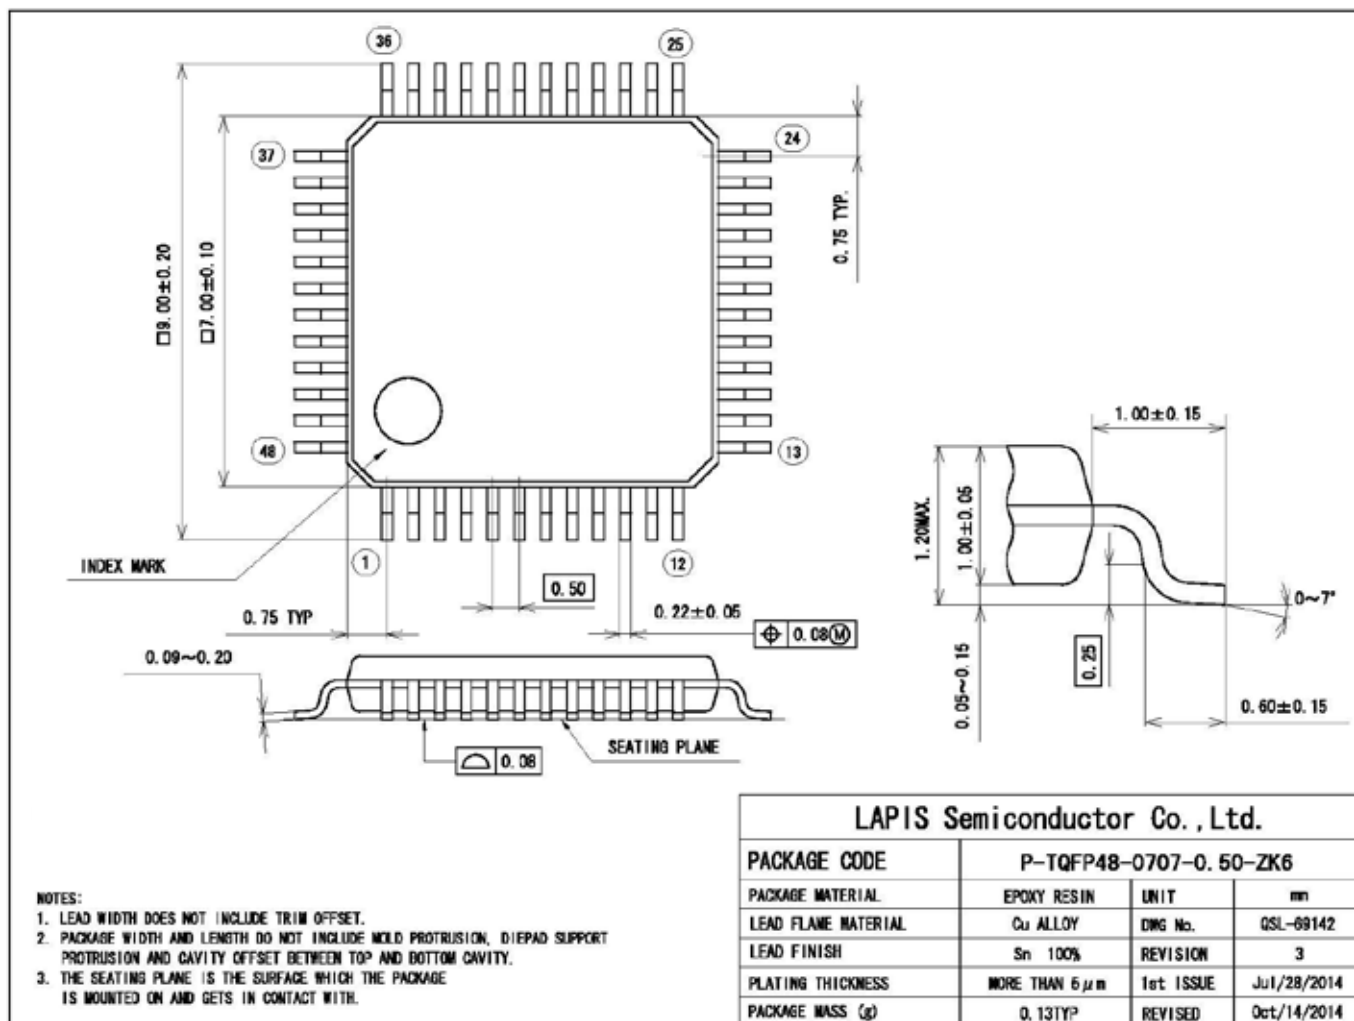 36
25
37
24
□9.00±0.20
□7.00±0.10
0.75 TYP.
48
13
INDEX MARK
1
12
0.50
0.75 TYP
0.22±0.05
0.08Ⓜ
0.09~0.20
SEATING PLANE
0.08
1.00±0.15
1.20MAX.
1.00±0.05
0~7°
0.25
0.05~0.15
0.60±0.15
LAPIS Semiconductor Co.,Ltd.
PACKAGE CODE P-TQFP48-0707-0.50-ZK6
PACKAGE MATERIAL EPOXY RESIN UNIT mm
LEAD FLAME MATERIAL Cu ALLOY DWG No. QSL-69142
LEAD FINISH Sn 100% REVISION 3
PLATING THICKNESS MORE THAN 5μm 1st ISSUE Jul/28/2014
PACKAGE MASS (g) 0.13TYP REVISED Oct/14/2014
NOTES:
1. LEAD WIDTH DOES NOT INCLUDE TRIM OFFSET.
2. PACKAGE WIDTH AND LENGTH DO NOT INCLUDE MOLD PROTRUSION, DIEPAD SUPPORT
PROTRUSION AND CAVITY OFFSET BETWEEN TOP AND BOTTOM CAVITY.
3. THE SEATING PLANE IS THE SURFACE WHICH THE PACKAGE
IS MOUNTED ON AND GETS IN CONTACT WITH.